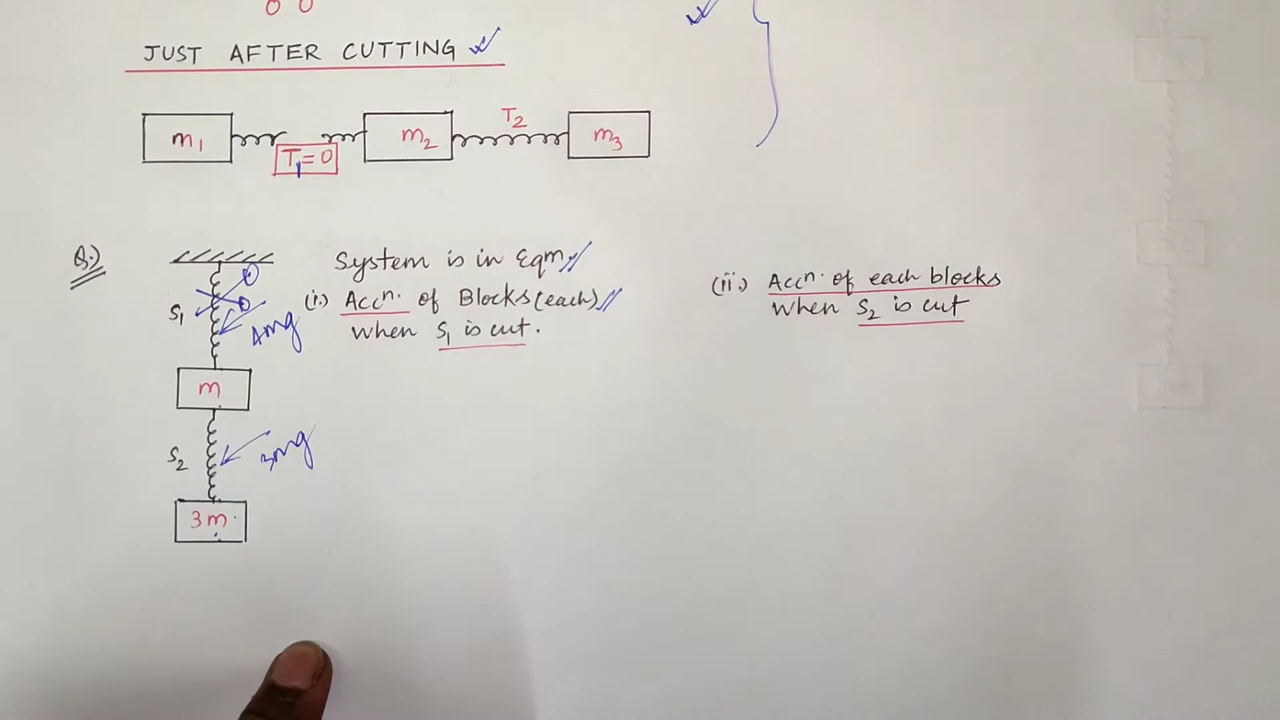 JUST AFTER CUTTING
m1 T1=0 m2 T2 m3
Q.) System is in Eqm
(i.) Accn. of Blocks (each)
when S1 is cut.
(ii.) Accn. of each blocks
when S2 is cut
S1
4mg
m
S2
3mg
3m